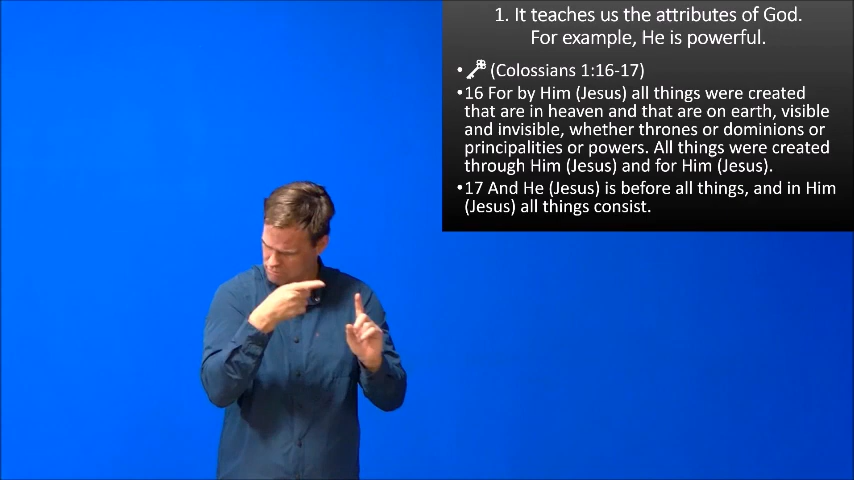 1. It teaches us the attributes of God.
For example, He is powerful.
• (Colossians 1:16-17)
•16 For by Him (Jesus) all things were created
that are in heaven and that are on earth, visible
and invisible, whether thrones or dominions or
principalities or powers. All things were created
through Him (Jesus) and for Him (Jesus).
•17 And He (Jesus) is before all things, and in Him
(Jesus) all things consist.